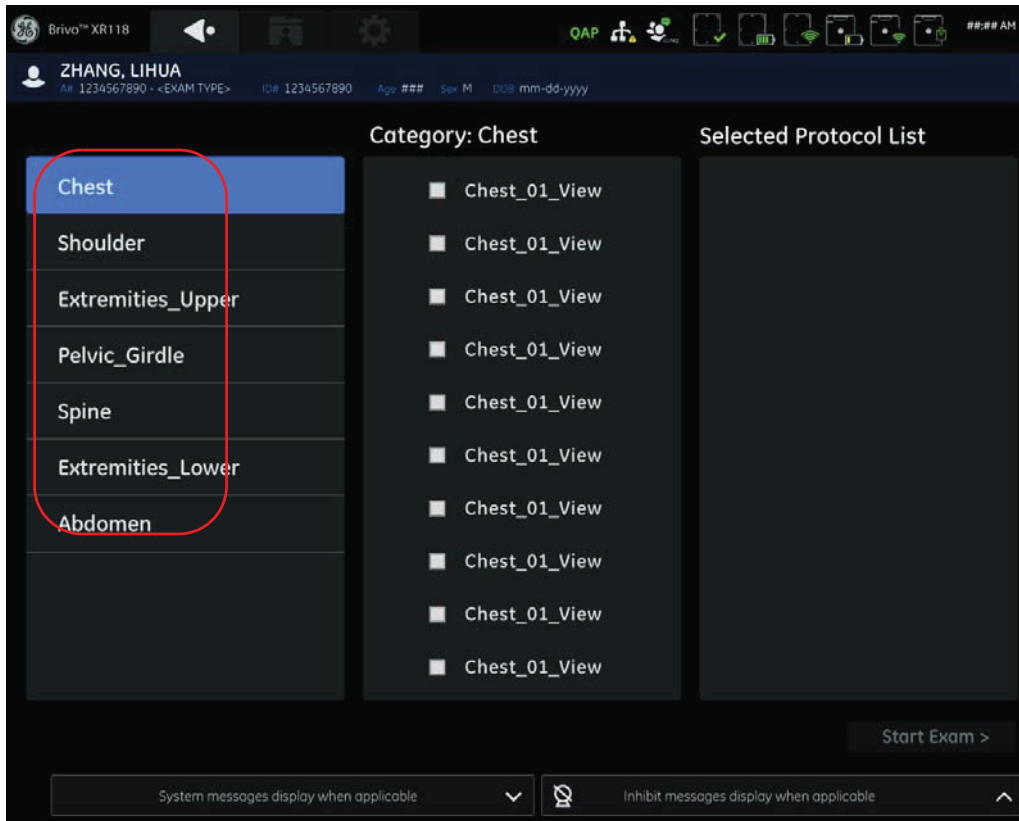 Brivo™ XR118
QAP
##:## AM
ZHANG, LIHUA
A# 1234567890 - <EXAM TYPE> ID# 1234567890 Age ### Sex M DOB mm-dd-yyyy
Category: Chest
Selected Protocol List
Chest
Shoulder
Extremities_Upper
Pelvic_Girdle
Spine
Extremities_Lower
Abdomen
Chest_01_View
Chest_01_View
Chest_01_View
Chest_01_View
Chest_01_View
Chest_01_View
Chest_01_View
Chest_01_View
Chest_01_View
Chest_01_View
Start Exam >
System messages display when applicable
Inhibit messages display when applicable